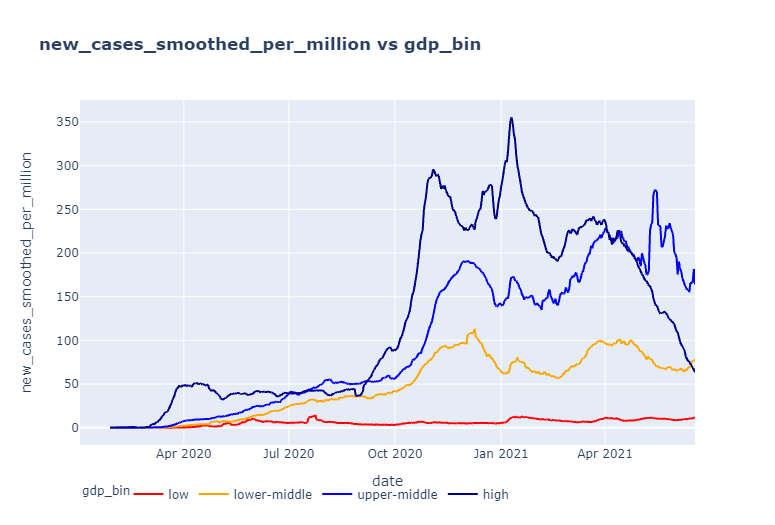 new_cases_smoothed_per_million vs gdp_bin
new_cases_smoothed_per_million
350
300
250
200
150
100
50
0
Apr 2020 Jul 2020 Oct 2020 Jan 2021 Apr 2021
date
gdp_bin low lower-middle upper-middle high